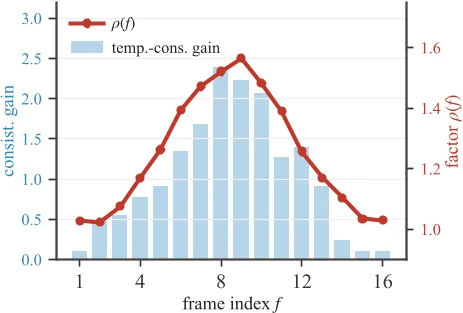 ρ(f)
temp.-cons. gain
consist. gain
3.0
2.5
2.0
1.5
1.0
0.5
0.0
1.6
1.4
1.2
1.0
factor ρ(f)
1 4 8 12 16
frame index f